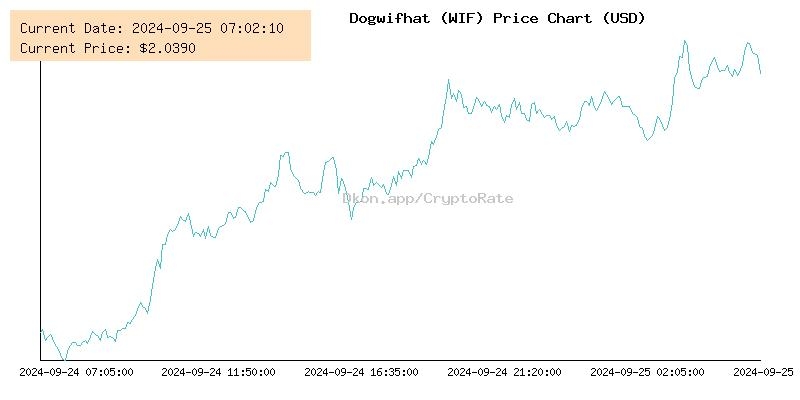 Dogwifhat (WIF) Price Chart (USD)
Current Date: 2024-09-25 07:02:10
Current Price: $2.0390
Dkon.app/CryptoRate
2024-09-24 07:05:00
2024-09-24 11:50:00
2024-09-24 16:35:00
2024-09-24 21:20:00
2024-09-25 02:05:00
2024-09-25